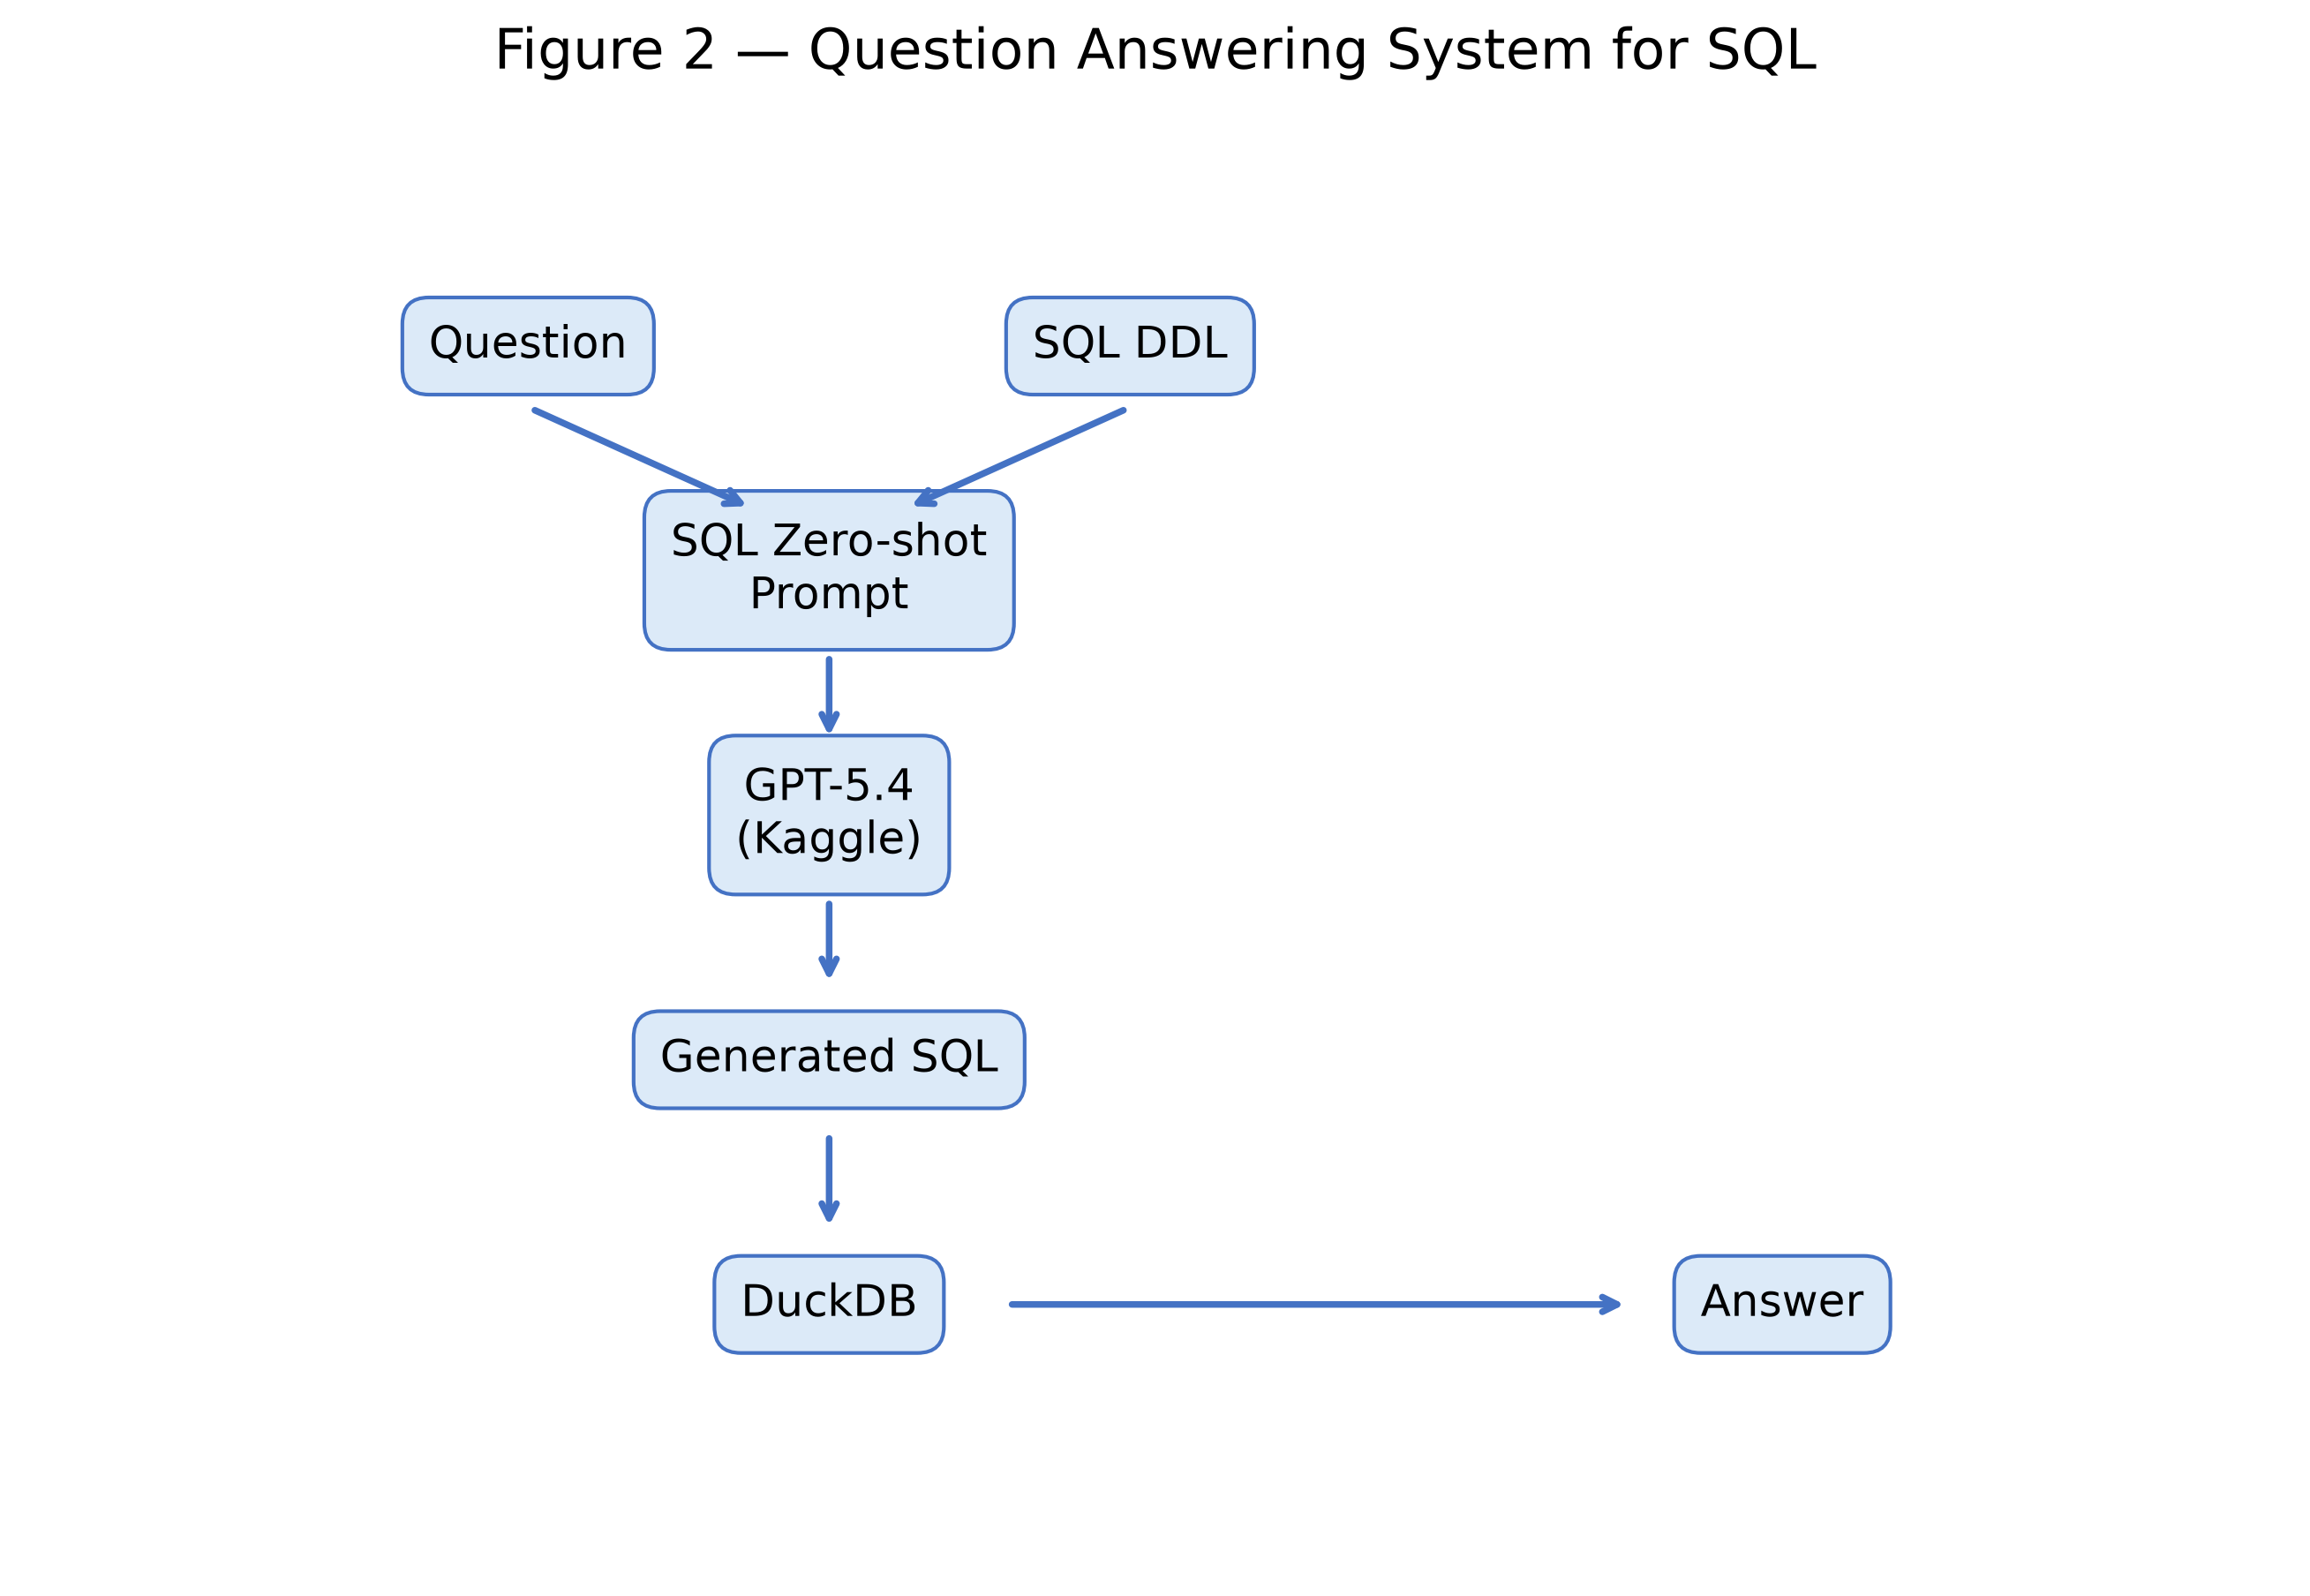 Figure 2 — Question Answering System for SQL
Question
SQL DDL
SQL Zero-shot
Prompt
GPT-5.4
(Kaggle)
Generated SQL
DuckDB
Answer